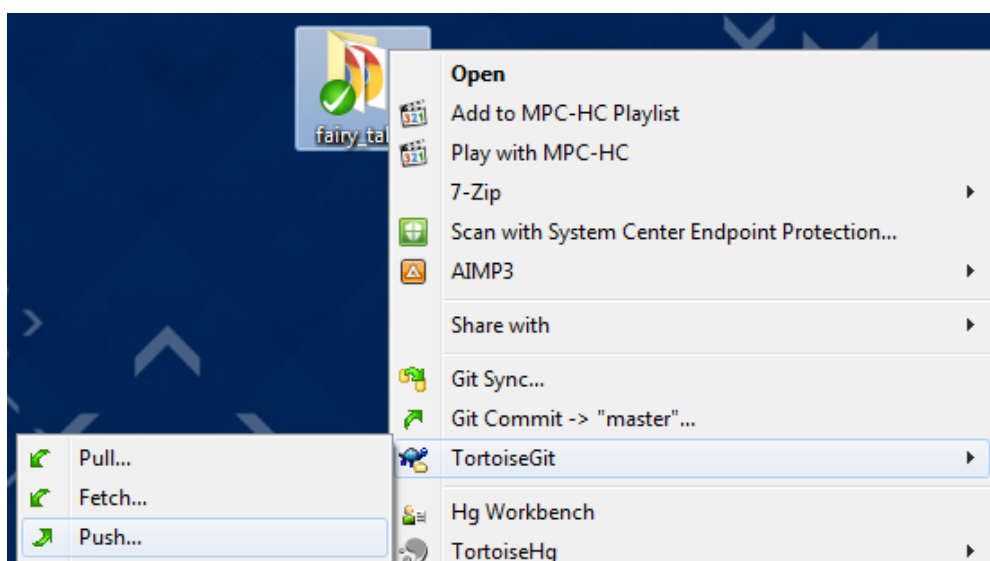 fairy_tal
Open
Add to MPC-HC Playlist
Play with MPC-HC
7-Zip
Scan with System Center Endpoint Protection...
AIMP3
Share with
Git Sync...
Git Commit -> "master"...
TortoiseGit
Hg Workbench
TortoiseHg
Pull...
Fetch...
Push...